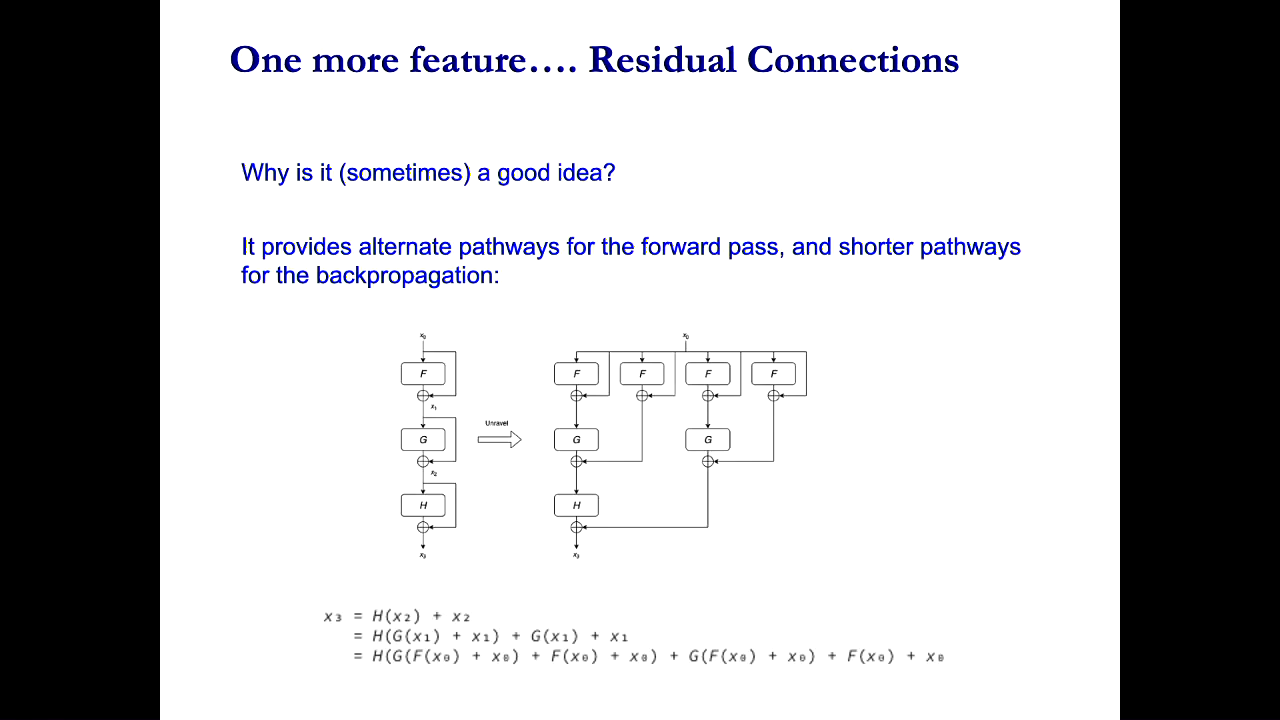 One more feature…. Residual Connections
Why is it (sometimes) a good idea?
It provides alternate pathways for the forward pass, and shorter pathways
for the backpropagation:
x₀ x₀
F F F F F
x₁
Unravel
G G G
x₂
H H
x₃ x₃
x₃ = H(x₂) + x₂
= H(G(x₁) + x₁) + G(x₁) + x₁
= H(G(F(x₀) + x₀) + F(x₀) + x₀) + G(F(x₀) + x₀) + F(x₀) + x₀